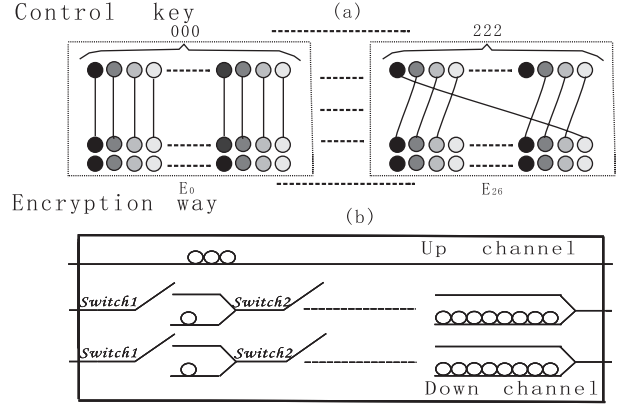 Control key (a)
000 222
E0 E26
Encryption way
(b)
Up channel
Switch1 Switch2
Switch1 Switch2
Down channel